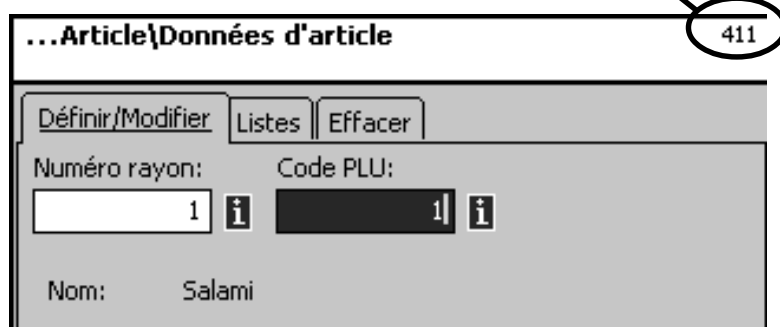 ...Article\Données d'article 411
Définir/Modifier Listes Effacer
Numéro rayon: Code PLU:
1 i 1 i
Nom: Salami